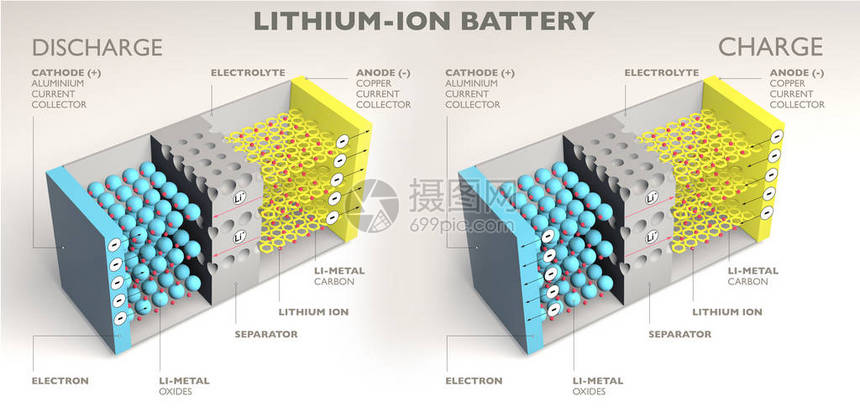 LITHIUM-ION BATTERY
DISCHARGE
CATHODE (+)
ALUMINIUM
CURRENT
COLLECTOR
ELECTROLYTE
ANODE (-)
COPPER
CURRENT
COLLECTOR
Li+
Li+
LI-METAL
CARBON
LITHIUM ION
SEPARATOR
ELECTRON
LI-METAL
OXIDES
CHARGE
CATHODE (+)
ALUMINIUM
CURRENT
COLLECTOR
ELECTROLYTE
ANODE (-)
COPPER
CURRENT
COLLECTOR
Li+
Li+
LI-METAL
CARBON
LITHIUM ION
SEPARATOR
ELECTRON
LI-METAL
OXIDES
摄图网
699pic.com